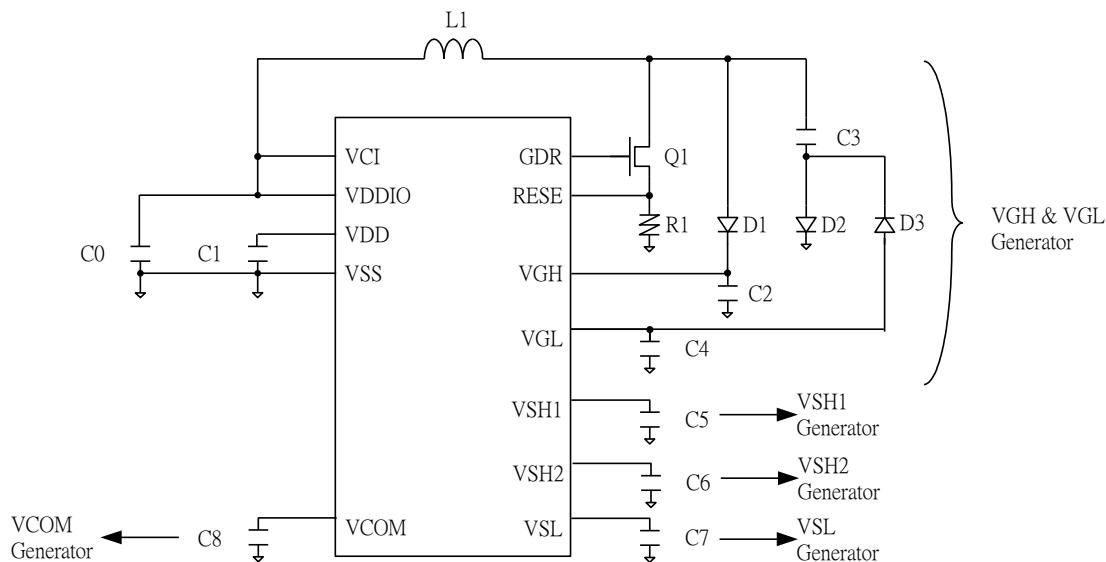 L1
VCI
GDR
Q1
C3
VDDIO
RESE
C0
C1
VDD
R1
D1
D2
D3
VGH & VGL
Generator
VSS
VGH
C2
VGL
C4
VSH1
C5
VSH1
Generator
VSH2
C6
VSH2
Generator
VCOM
Generator
C8
VCOM
VSL
C7
VSL
Generator